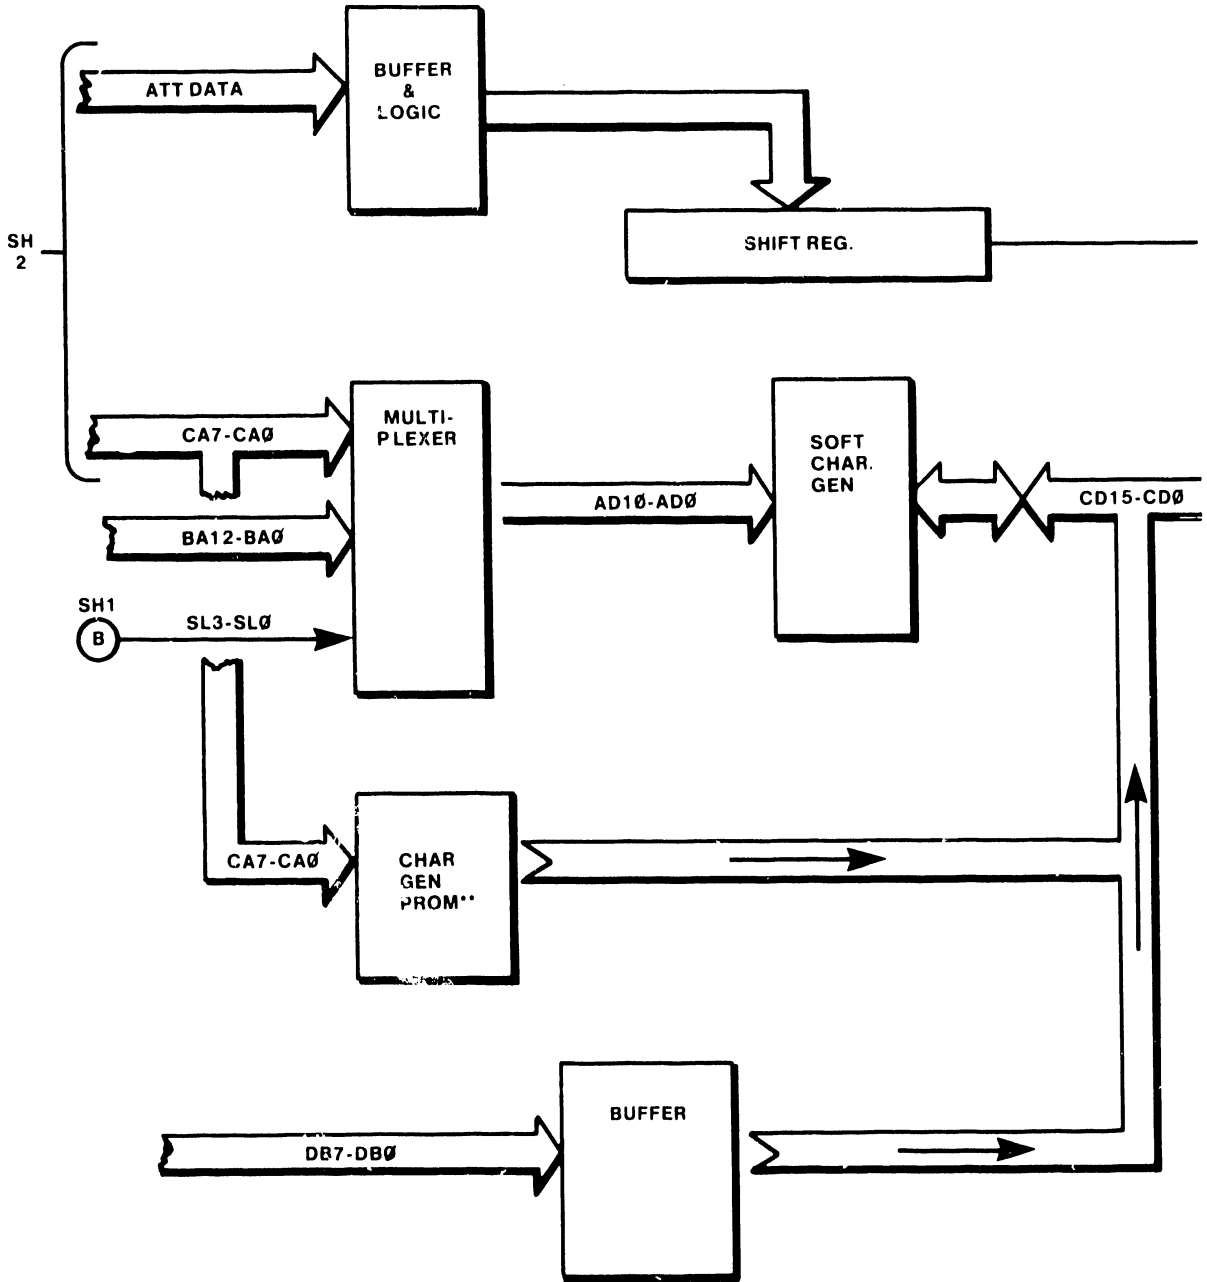 BUFFER
&
LOGIC
ATT DATA
SH
2
SHIFT REG.
MULTI-
PLEXER
CA7-CAØ
SOFT
CHAR.
GEN
AD1Ø-ADØ
CD15-CDØ
BA12-BAØ
SH1
B
SL3-SLØ
CA7-CAØ
CHAR
GEN
PROM**
BUFFER
DB7-DBØ